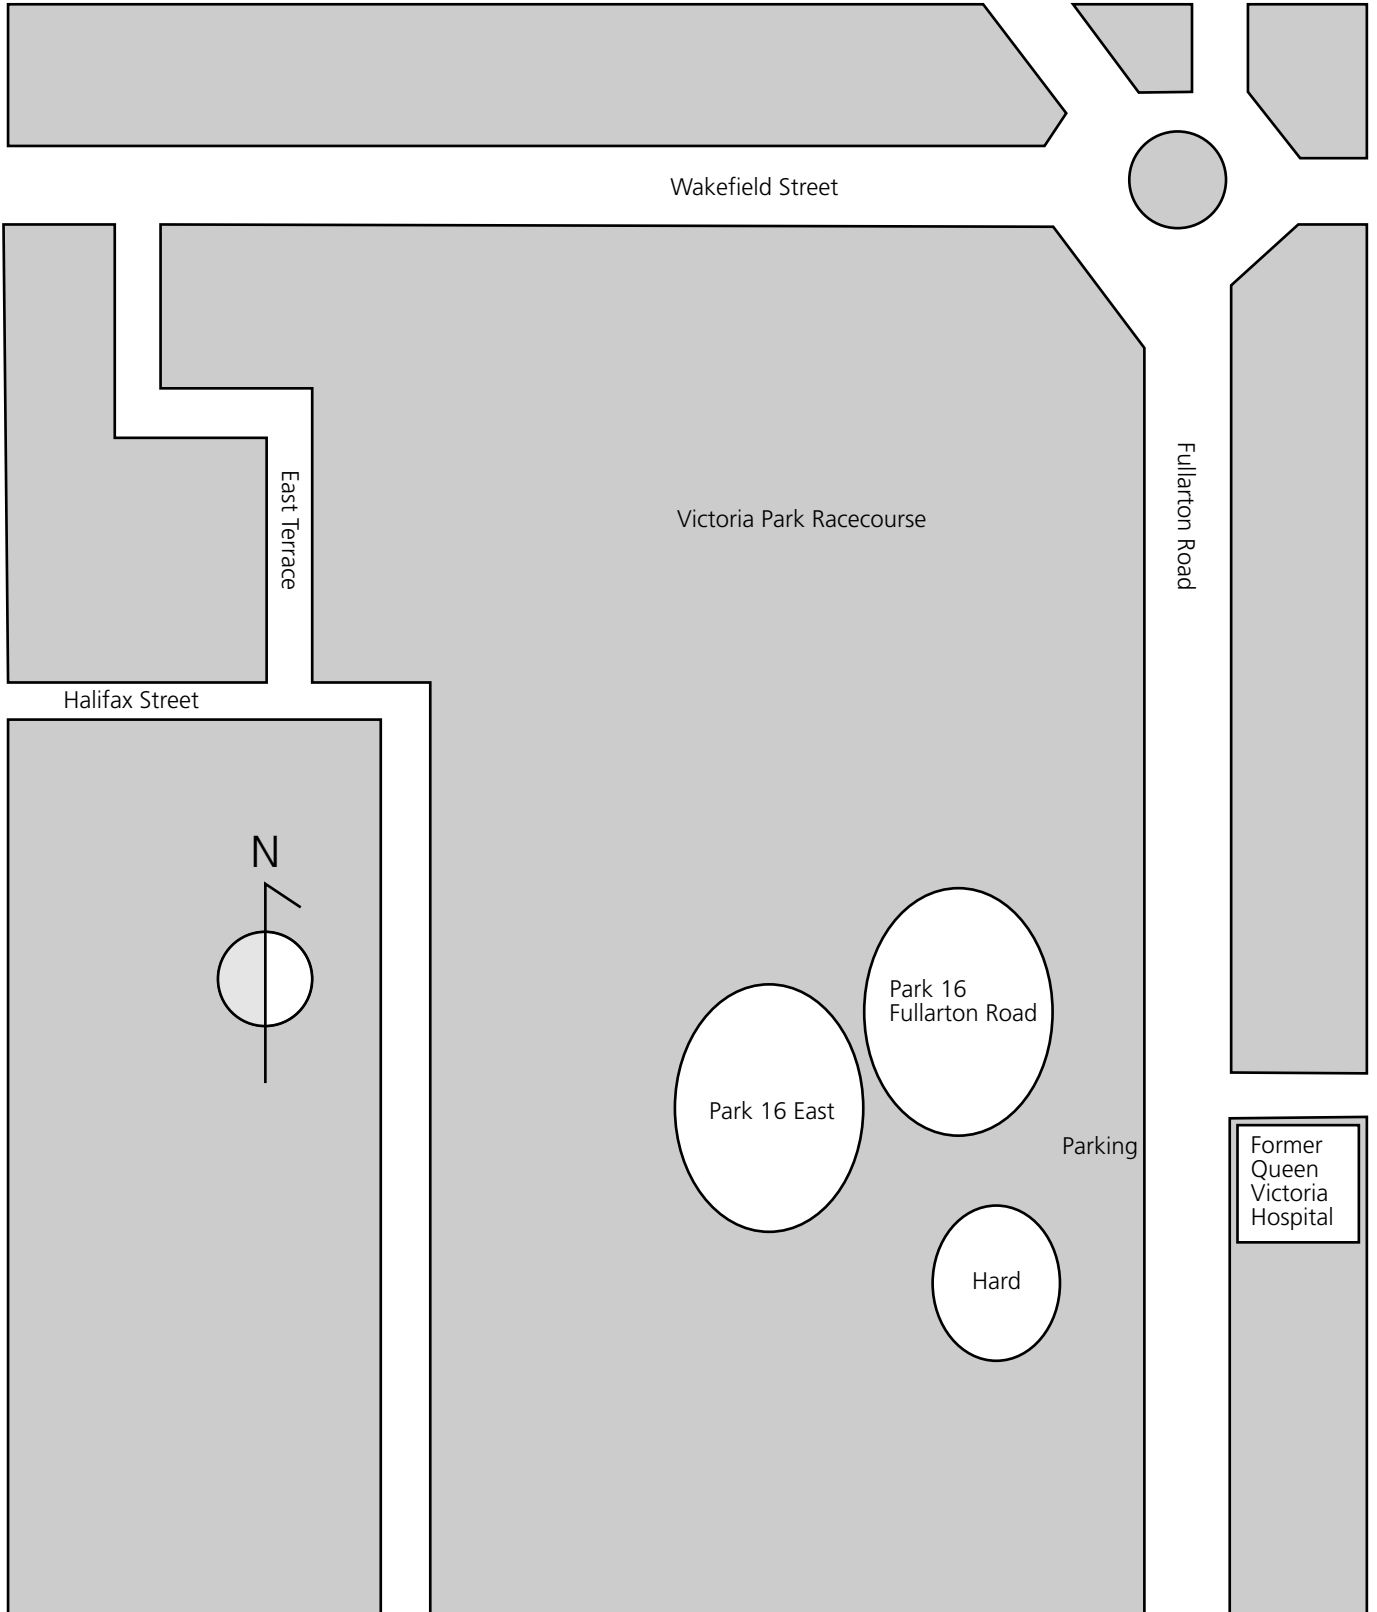 Wakefield Street
Fullarton Road
East Terrace
Victoria Park Racecourse
Halifax Street
N
Park 16
Fullarton Road
Park 16 East
Parking
Former
Queen
Victoria
Hospital
Hard